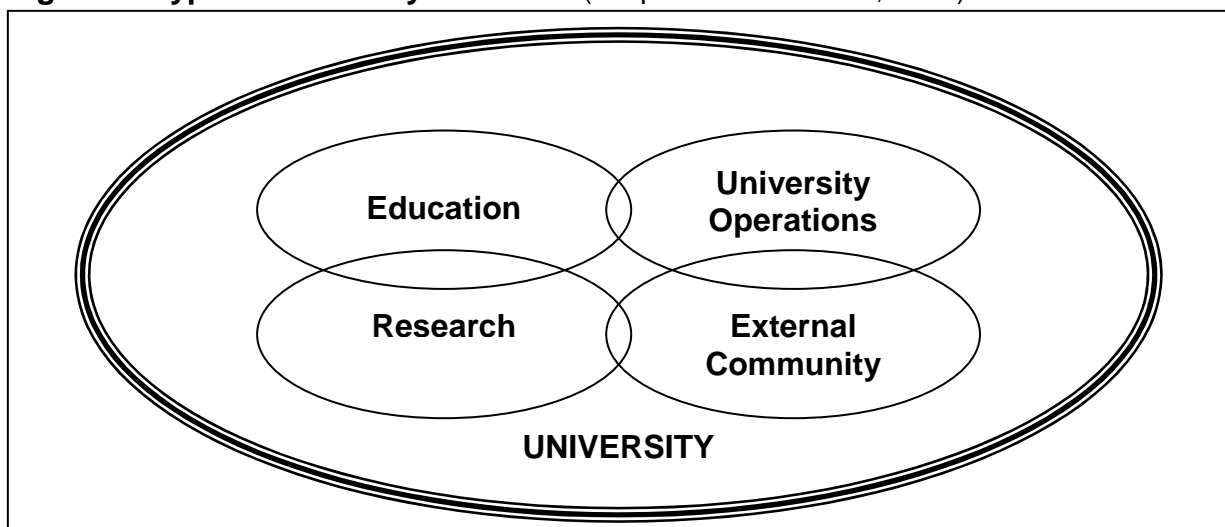 Education
University
Operations
Research
External
Community
UNIVERSITY